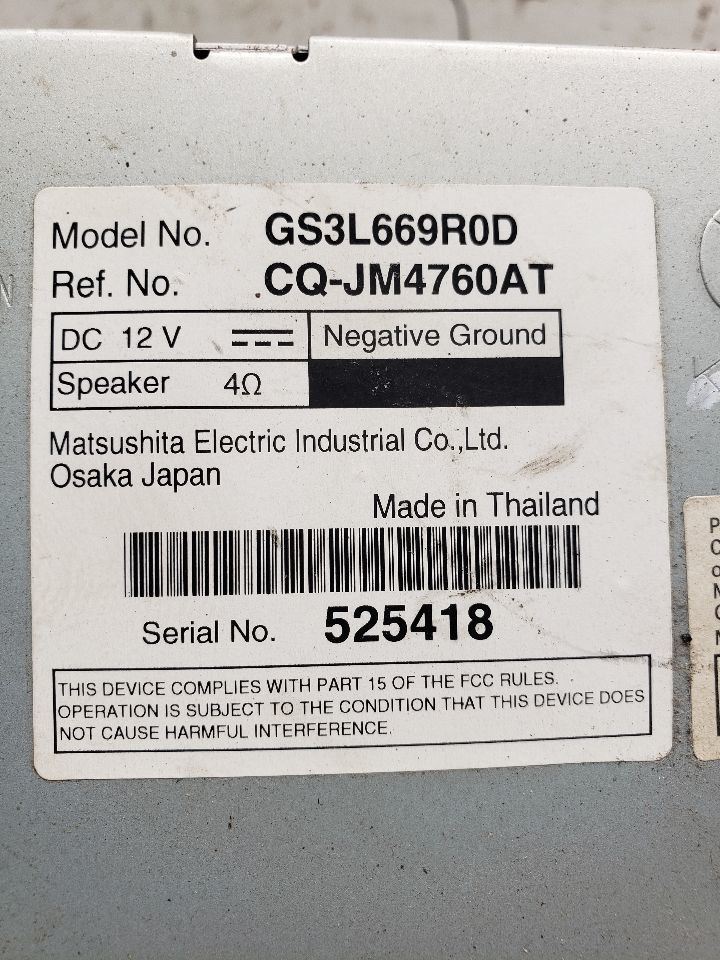 Model No. GS3L669R0D
Ref. No. CQ-JM4760AT
DC 12 V Negative Ground
Speaker 4Ω
Matsushita Electric Industrial Co.,Ltd.
Osaka Japan
Made in Thailand
Serial No. 525418
THIS DEVICE COMPLIES WITH PART 15 OF THE FCC RULES.
OPERATION IS SUBJECT TO THE CONDITION THAT THIS DEVICE DOES
NOT CAUSE HARMFUL INTERFERENCE.